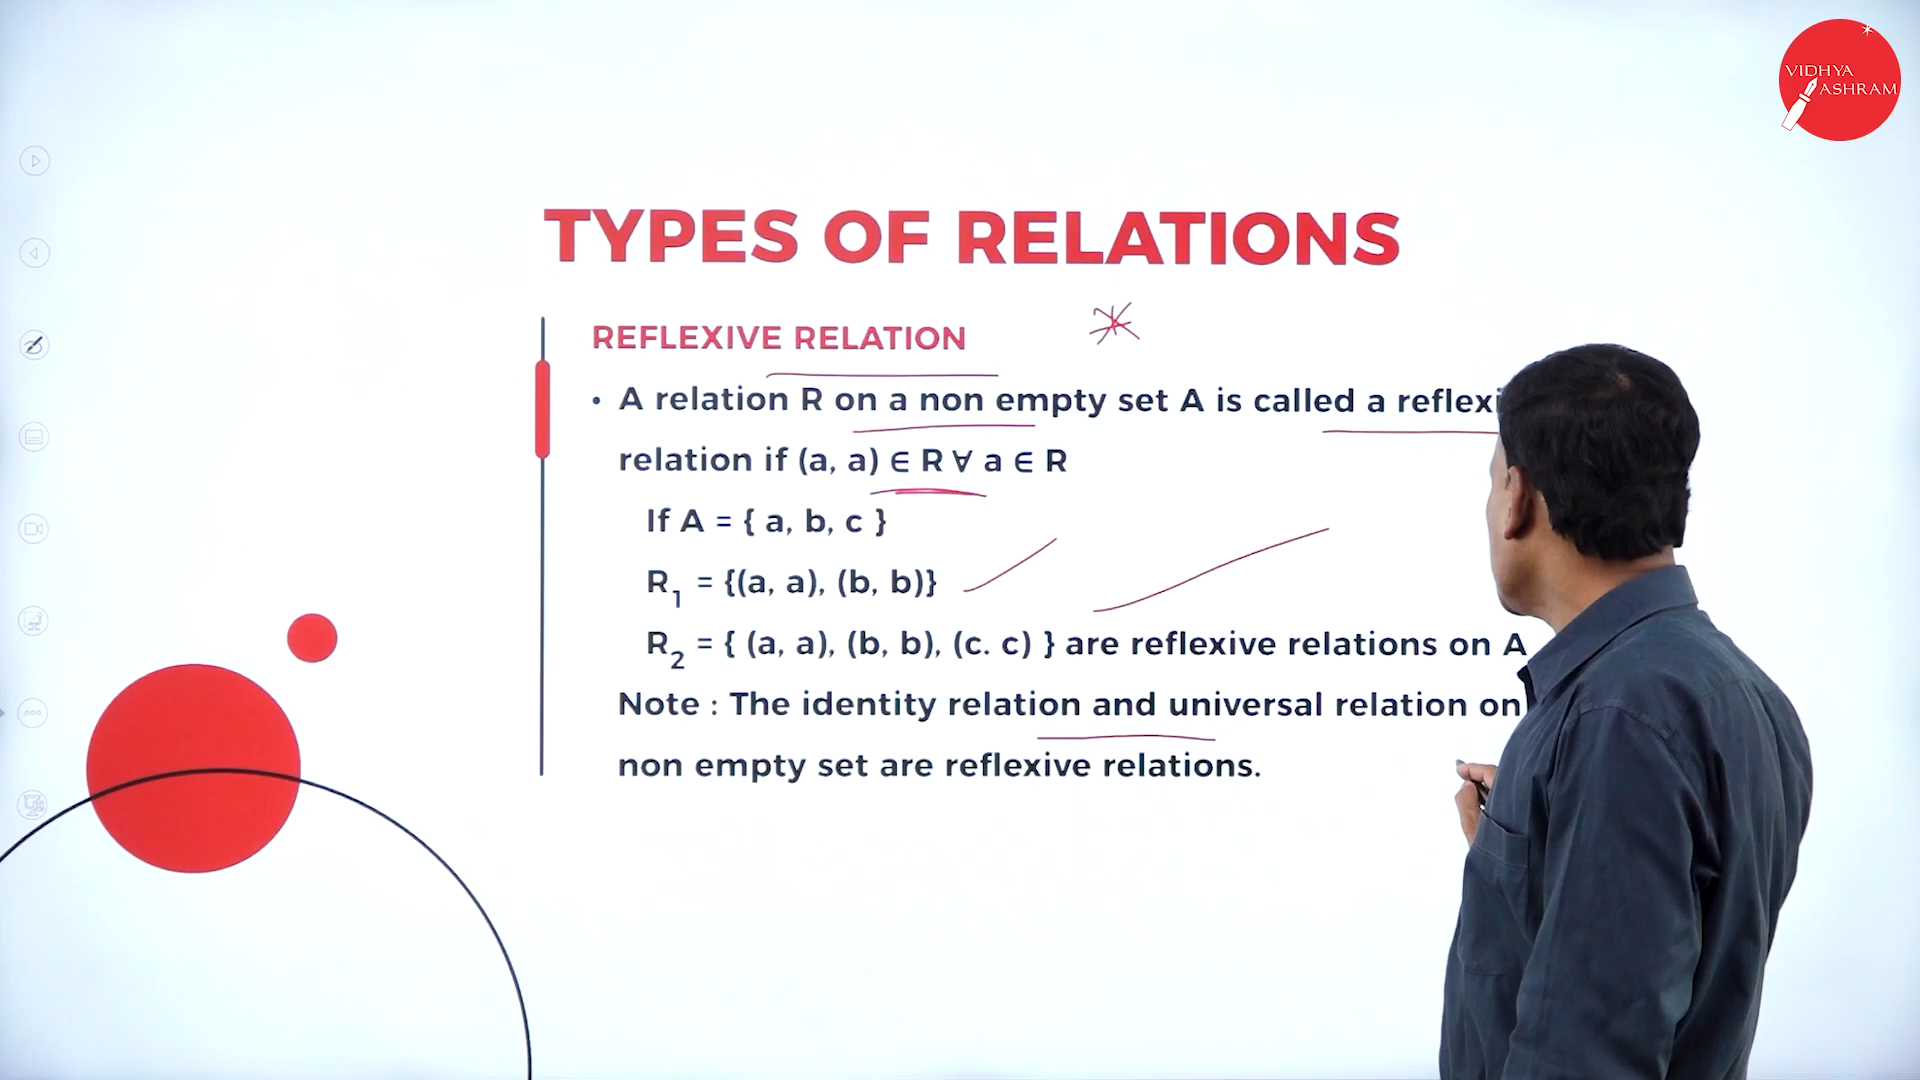 VIDHYA
ASHRAM
TYPES OF RELATIONS
REFLEXIVE RELATION
• A relation R on a non empty set A is called a
relation if (a, a) ∈ R ∀ a ∈ R
If A = { a, b, c }
R₁ = {(a, a), (b, b)}
R₂ = { (a, a), (b, b), (c. c) } are reflexive relations on A
Note : The identity relation and universal relation on
non empty set are reflexive relations.